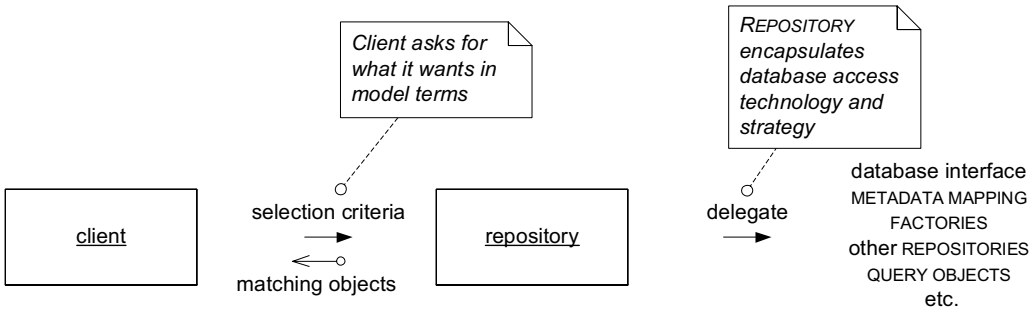 Client asks for
what it wants in
model terms
REPOSITORY
encapsulates
database access
technology and
strategy
client
selection criteria
matching objects
repository
delegate
database interface
METADATA MAPPING
FACTORIES
other REPOSITORIES
QUERY OBJECTS
etc.